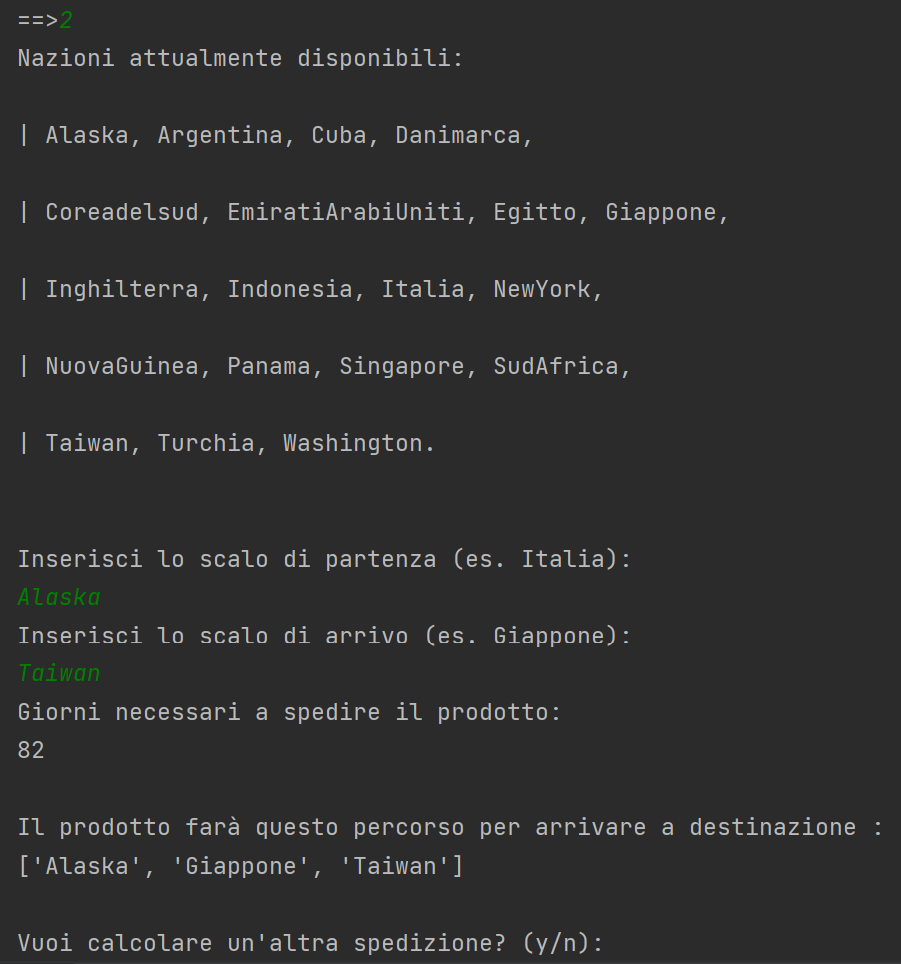 ==>2
Nazioni attualmente disponibili:
| Alaska, Argentina, Cuba, Danimarca,
| Coreadelsud, EmiratiArabiUniti, Egitto, Giappone,
| Inghilterra, Indonesia, Italia, NewYork,
| NuovaGuinea, Panama, Singapore, SudAfrica,
| Taiwan, Turchia, Washington.
Inserisci lo scalo di partenza (es. Italia):
Alaska
Inserisci lo scalo di arrivo (es. Giappone):
Taiwan
Giorni necessari a spedire il prodotto:
82
Il prodotto farà questo percorso per arrivare a destinazione :
['Alaska', 'Giappone', 'Taiwan']
Vuoi calcolare un'altra spedizione? (y/n):